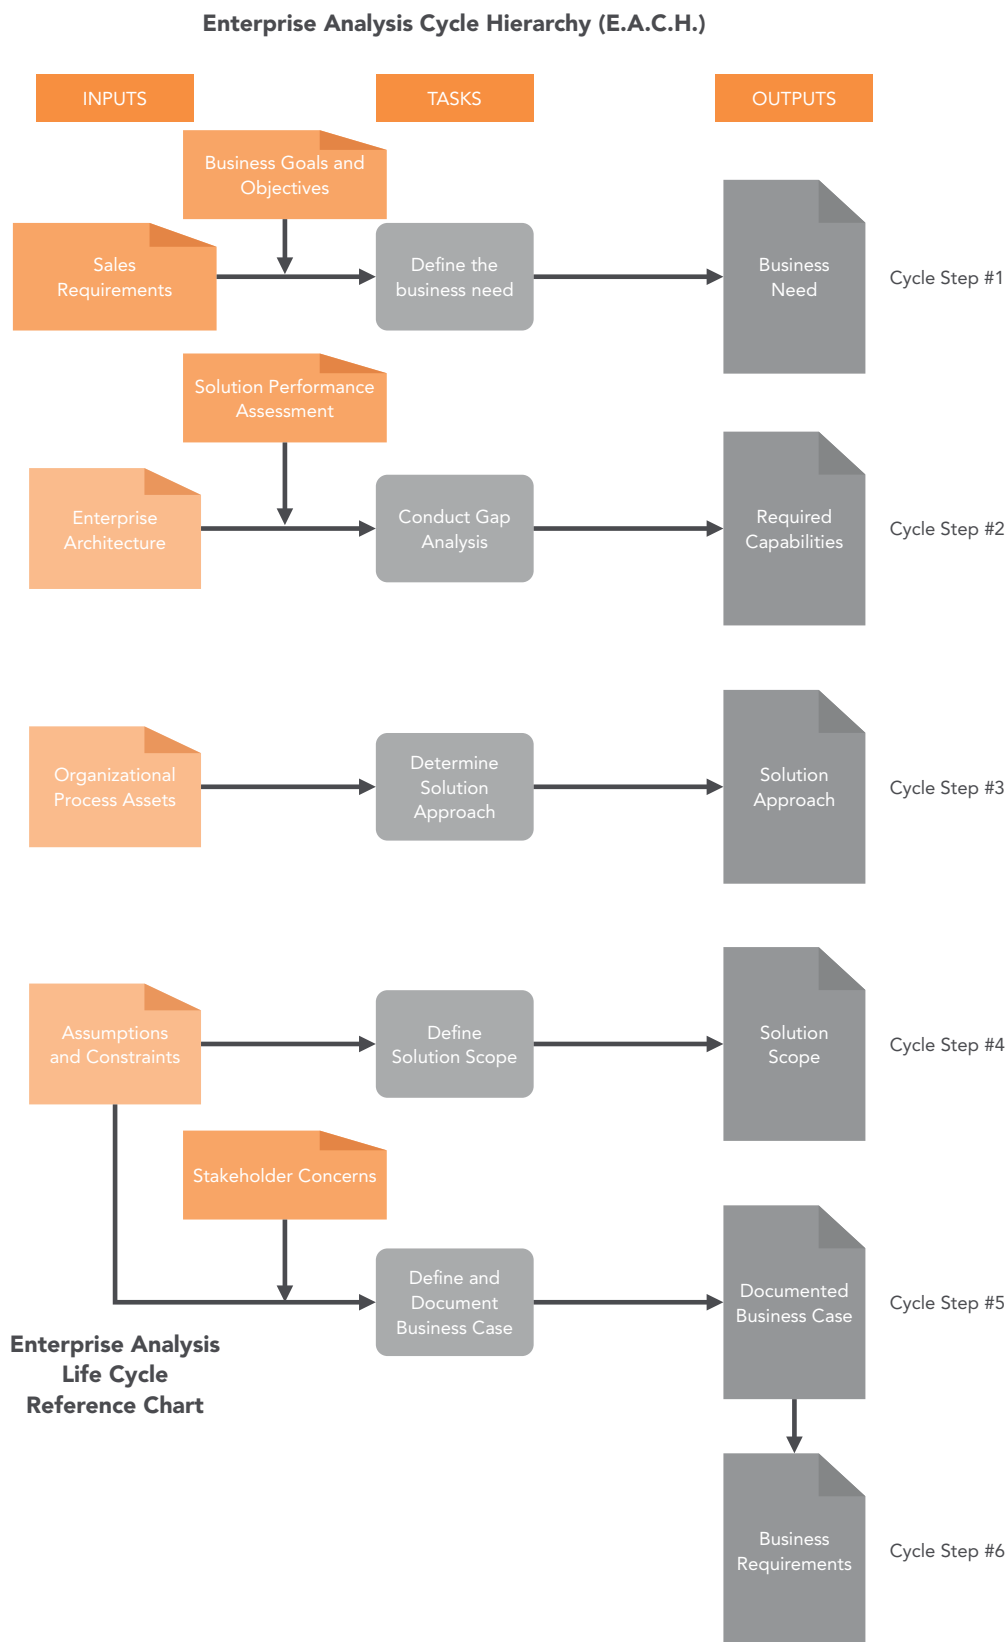 Enterprise Analysis Cycle Hierarchy (E.A.C.H.)
INPUTS
TASKS
OUTPUTS
Business Goals and
Objectives
Sales
Requirements
Define the
business need
Business
Need
Cycle Step #1
Solution Performance
Assessment
Enterprise
Architecture
Conduct Gap
Analysis
Required
Capabilities
Cycle Step #2
Organizational
Process Assets
Determine
Solution
Approach
Solution
Approach
Cycle Step #3
Assumptions
and Constraints
Define
Solution Scope
Solution
Scope
Cycle Step #4
Stakeholder Concerns
Define and
Document
Business Case
Documented
Business Case
Cycle Step #5
Enterprise Analysis
Life Cycle
Reference Chart
Business
Requirements
Cycle Step #6